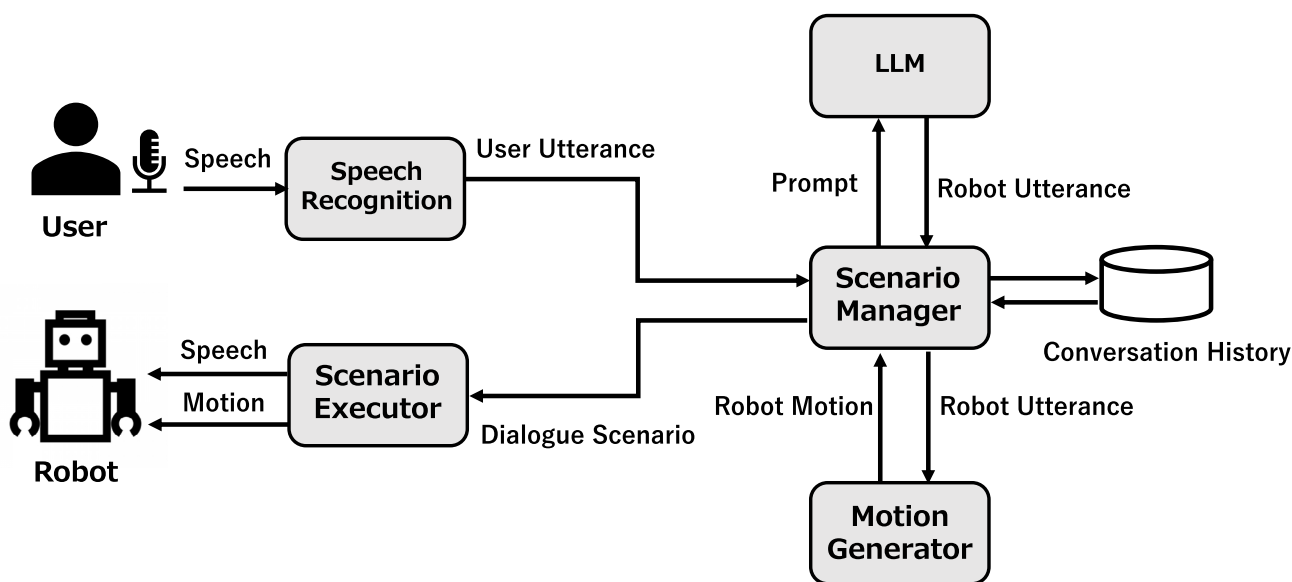 LLM
Speech
User Utterance
Speech
Recognition
Prompt
Robot Utterance
User
Scenario
Manager
Conversation History
Speech
Motion
Scenario
Executor
Dialogue Scenario
Robot Motion
Robot Utterance
Robot
Motion
Generator